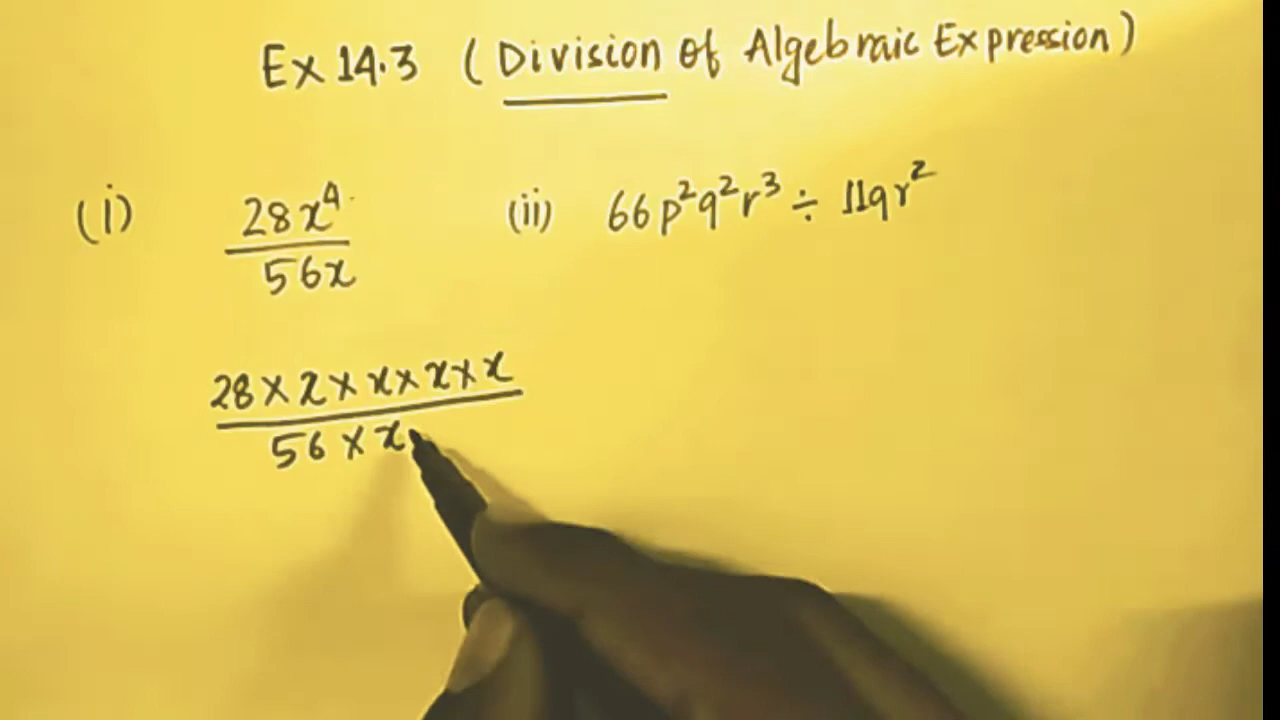 Ex 14.3 (Division of Algebraic Expression)
(i) 28x⁴ / 56x (ii) 66p²q²r³ ÷ 11qr²
28 × x × x × x × x
56 × x